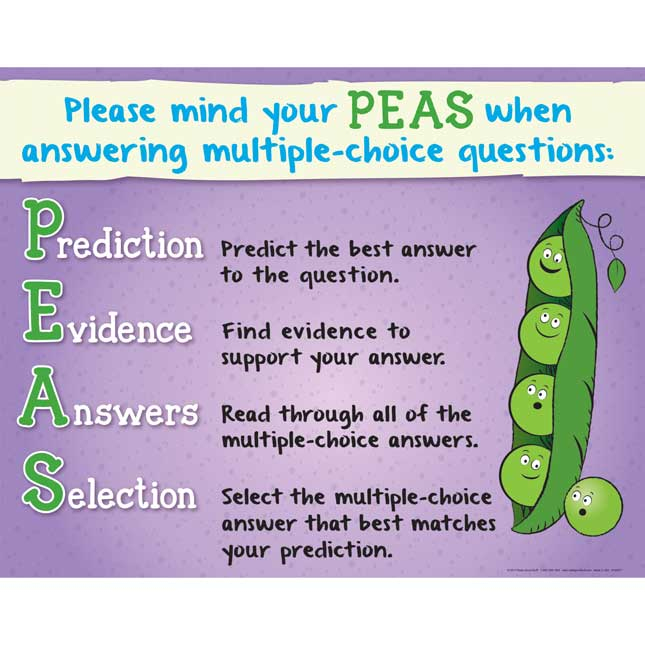 Please mind your PEAS when
answering multiple-choice questions:
Prediction
Predict the best answer
to the question.
Evidence
Find evidence to
support your answer.
Answers
Read through all of the
multiple-choice answers.
Selection
Select the multiple-choice
answer that best matches
your prediction.